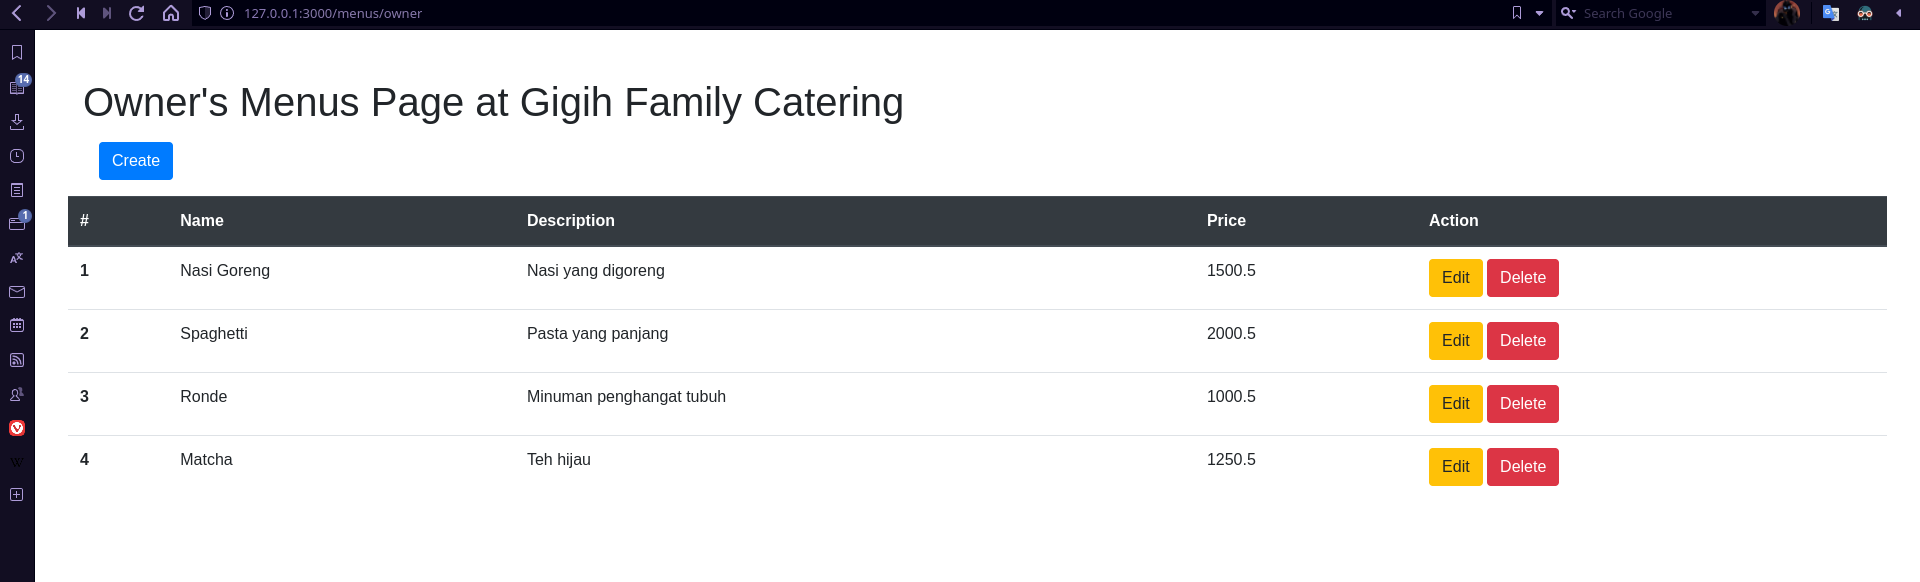 127.0.0.1:3000/menus/owner
Search Google
14
1
Owner's Menus Page at Gigih Family Catering
Create
# Name Description Price Action
1 Nasi Goreng Nasi yang digoreng 1500.5 Edit Delete
2 Spaghetti Pasta yang panjang 2000.5 Edit Delete
3 Ronde Minuman penghangat tubuh 1000.5 Edit Delete
4 Matcha Teh hijau 1250.5 Edit Delete